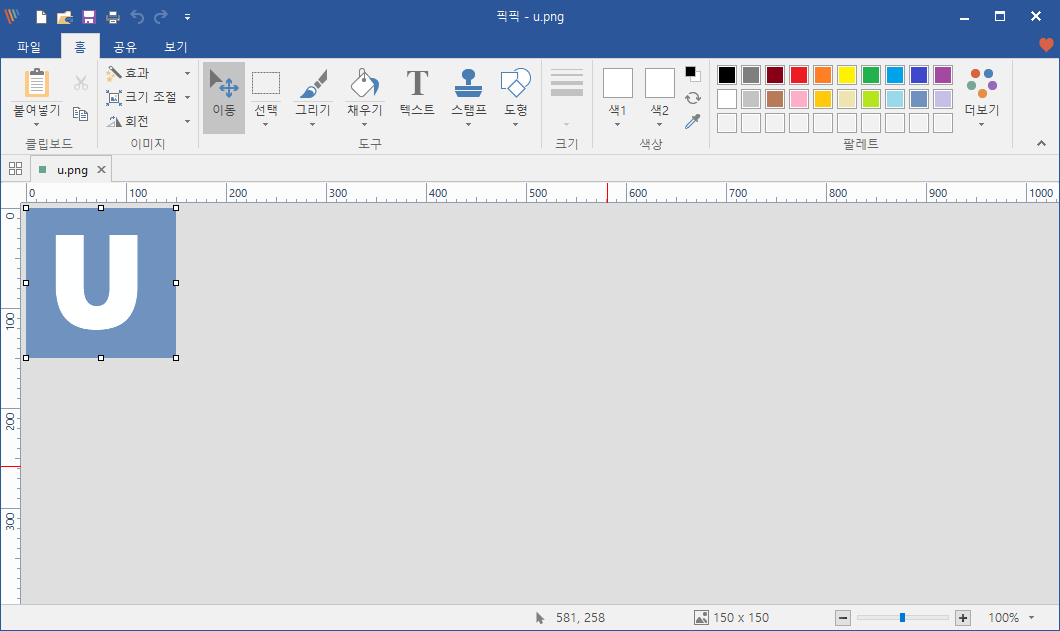 픽픽 - u.png
파일 홈 공유 보기
붙여넣기
클립보드
효과
크기 조절
회전
이미지
이동 선택 그리기 채우기 텍스트 스탬프 도형
도구
크기
색1 색2
색상
더보기
팔레트
u.png
0 100 200 300 400 500 600 700 800 900 1000
0
100
200
300
U
581, 258
150 x 150
100%